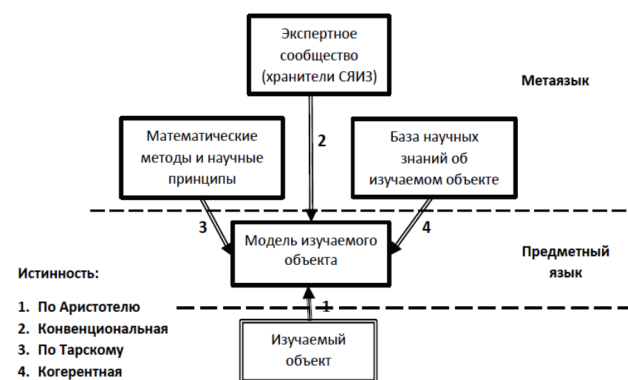 Экспертное
сообщество
(хранители СЯИЗ)
Метаязык
2
Математические
методы и научные
принципы
База научных
знаний об
изучаемом объекте
3
4
Модель изучаемого
объекта
Предметный
язык
Истинность:
1. По Аристотелю
2. Конвенциональная
3. По Тарскому
4. Когерентная
1
Изучаемый
объект